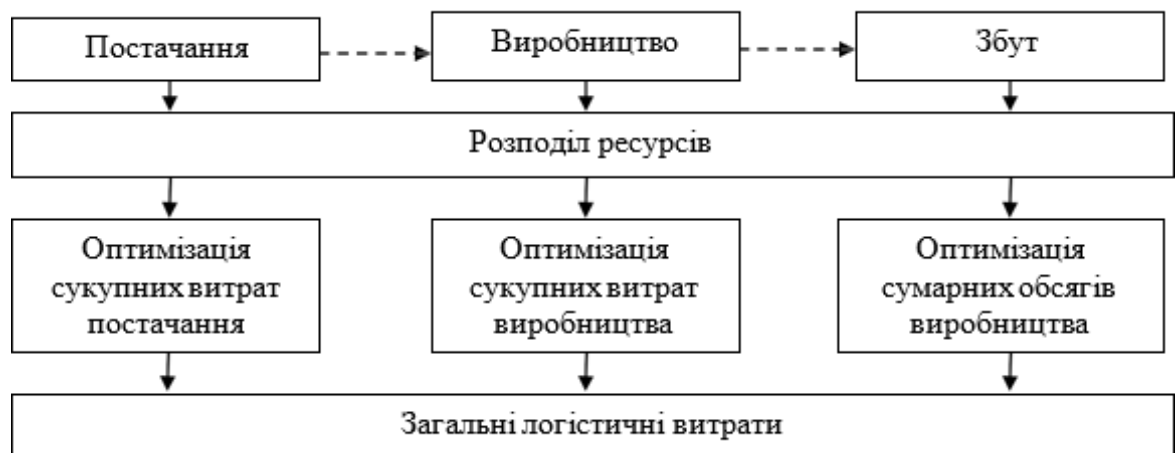 Постачання
Виробництво
Збут
Розподіл ресурсів
Оптимізація
сукупних витрат
постачання
Оптимізація
сукупних витрат
виробництва
Оптимізація
сумарних обсягів
виробництва
Загальні логістичні витрати